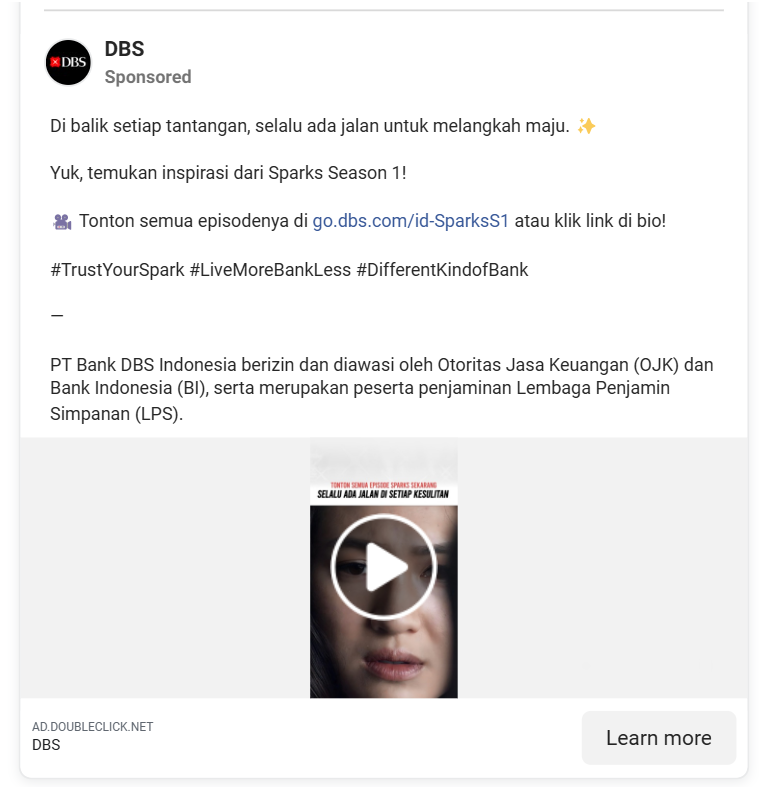 DBS
DBS
Sponsored
Di balik setiap tantangan, selalu ada jalan untuk melangkah maju. ✨
Yuk, temukan inspirasi dari Sparks Season 1!
🎥 Tonton semua episodenya di go.dbs.com/id-SparksS1 atau klik link di bio!
#TrustYourSpark #LiveMoreBankLess #DifferentKindofBank
—
PT Bank DBS Indonesia berizin dan diawasi oleh Otoritas Jasa Keuangan (OJK) dan
Bank Indonesia (BI), serta merupakan peserta penjaminan Lembaga Penjamin
Simpanan (LPS).
TONTON SEMUA EPISODE SPARKS SEKARANG
SELALU ADA JALAN DI SETIAP KESULITAN
AD.DOUBLECLICK.NET
DBS
Learn more